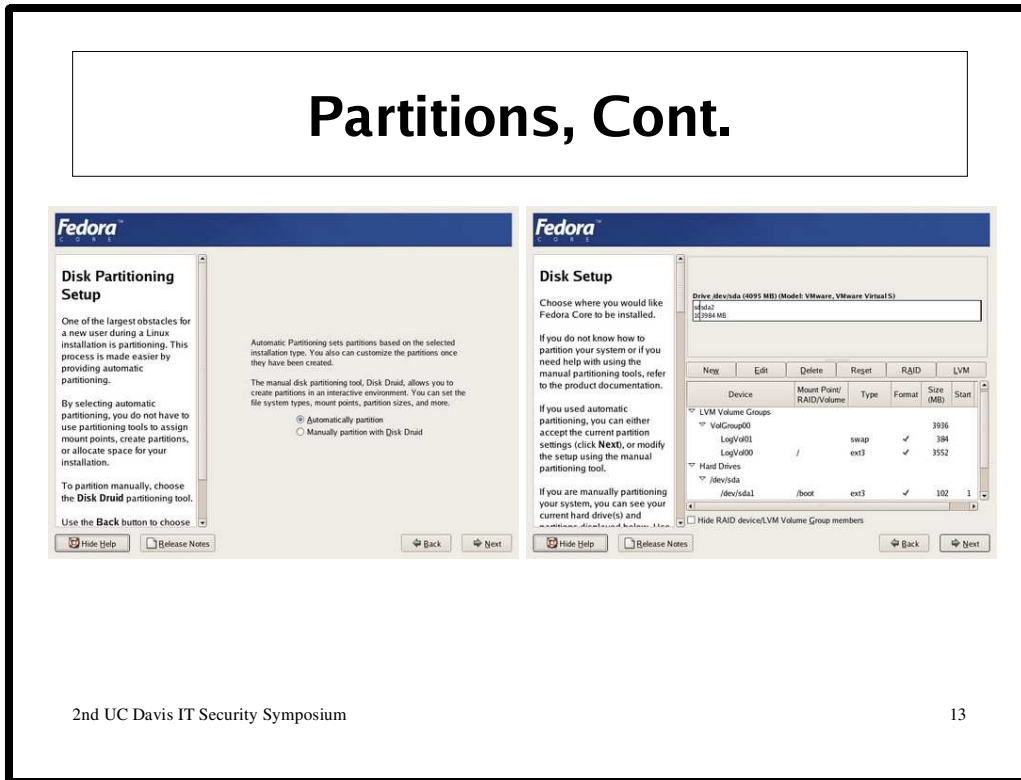 Partitions, Cont.
Fedora™
CORE
Disk Partitioning
Setup
One of the largest obstacles for
a new user during a Linux
installation is partitioning. This
process is made easier by
providing automatic
partitioning.
By selecting automatic
partitioning, you do not have to
use partitioning tools to assign
mount points, create partitions,
or allocate space for your
installation.
To partition manually, choose
the Disk Druid partitioning tool.
Use the Back button to choose
Automatic Partitioning sets partitions based on the selected
installation type. You also can customize the partitions once
they have been created.
The manual disk partitioning tool, Disk Druid, allows you to
create partitions in an interactive environment. You can set the
file system types, mount points, partition sizes, and more.
Automatically partition
Manually partition with Disk Druid
Hide Help Release Notes Back Next
Fedora™
CORE
Disk Setup
Choose where you would like
Fedora Core to be installed.
If you do not know how to
partition your system or if you
need help with using the
manual partitioning tools, refer
to the product documentation.
If you used automatic
partitioning, you can either
accept the current partition
settings (click Next), or modify
the setup using the manual
partitioning tool.
If you are manually partitioning
your system, you can see your
current hard drive(s) and
partitions displayed below. Use
Drive /dev/sda (4095 MB) (Model: VMware, VMware Virtual S)
sda2
3984 MB
New Edit Delete Reset RAID LVM
Device Mount Point/ RAID/Volume Type Format Size (MB) Start
LVM Volume Groups
VolGroup00 3936
LogVol01 swap ✓ 384
LogVol00 / ext3 ✓ 3552
Hard Drives
/dev/sda
/dev/sda1 /boot ext3 ✓ 102 1
Hide RAID device/LVM Volume Group members
Hide Help Release Notes Back Next
2nd UC Davis IT Security Symposium 13